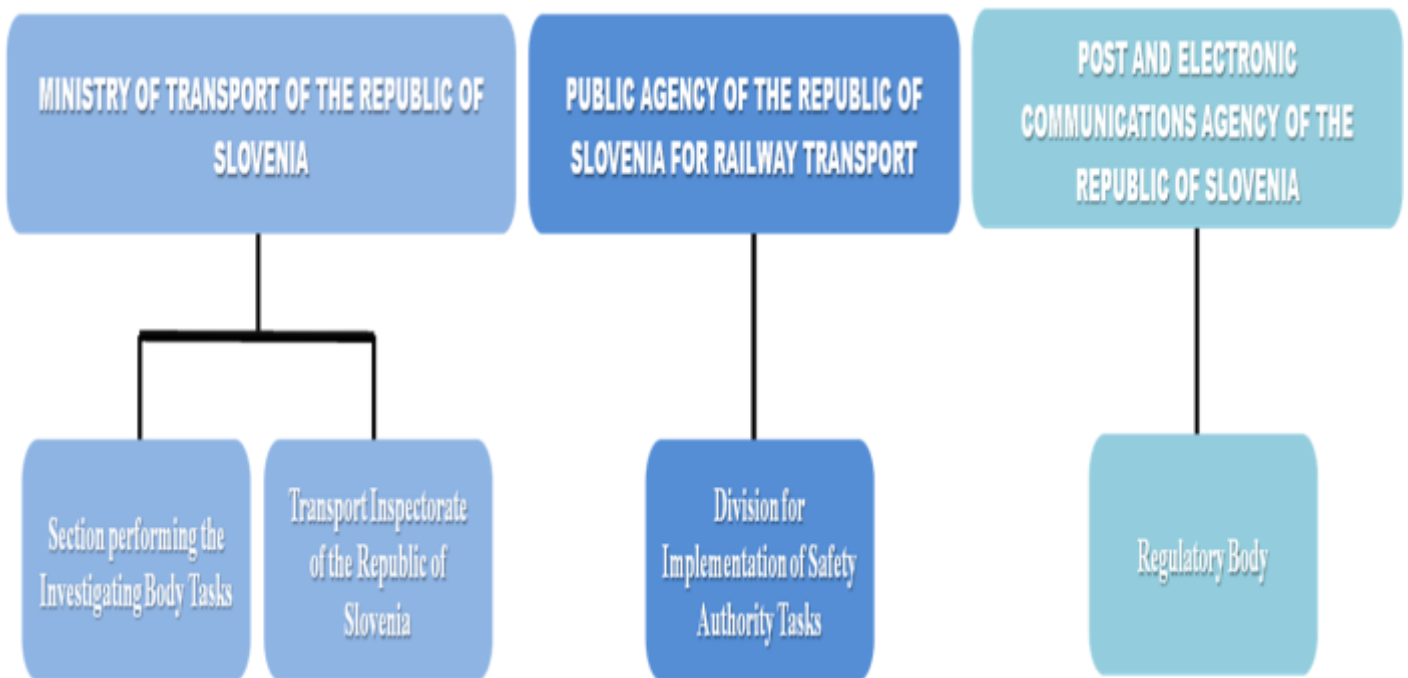 MINISTRY OF TRANSPORT OF THE REPUBLIC OF
SLOVENIA
PUBLIC AGENCY OF THE REPUBLIC OF
SLOVENIA FOR RAILWAY TRANSPORT
POST AND ELECTRONIC
COMMUNICATIONS AGENCY OF THE
REPUBLIC OF SLOVENIA
Section performing the
Investigating Body Tasks
Transport Inspectorate
of the Republic of
Slovenia
Division for
Implementation of Safety
Authority Tasks
Regulatory Body